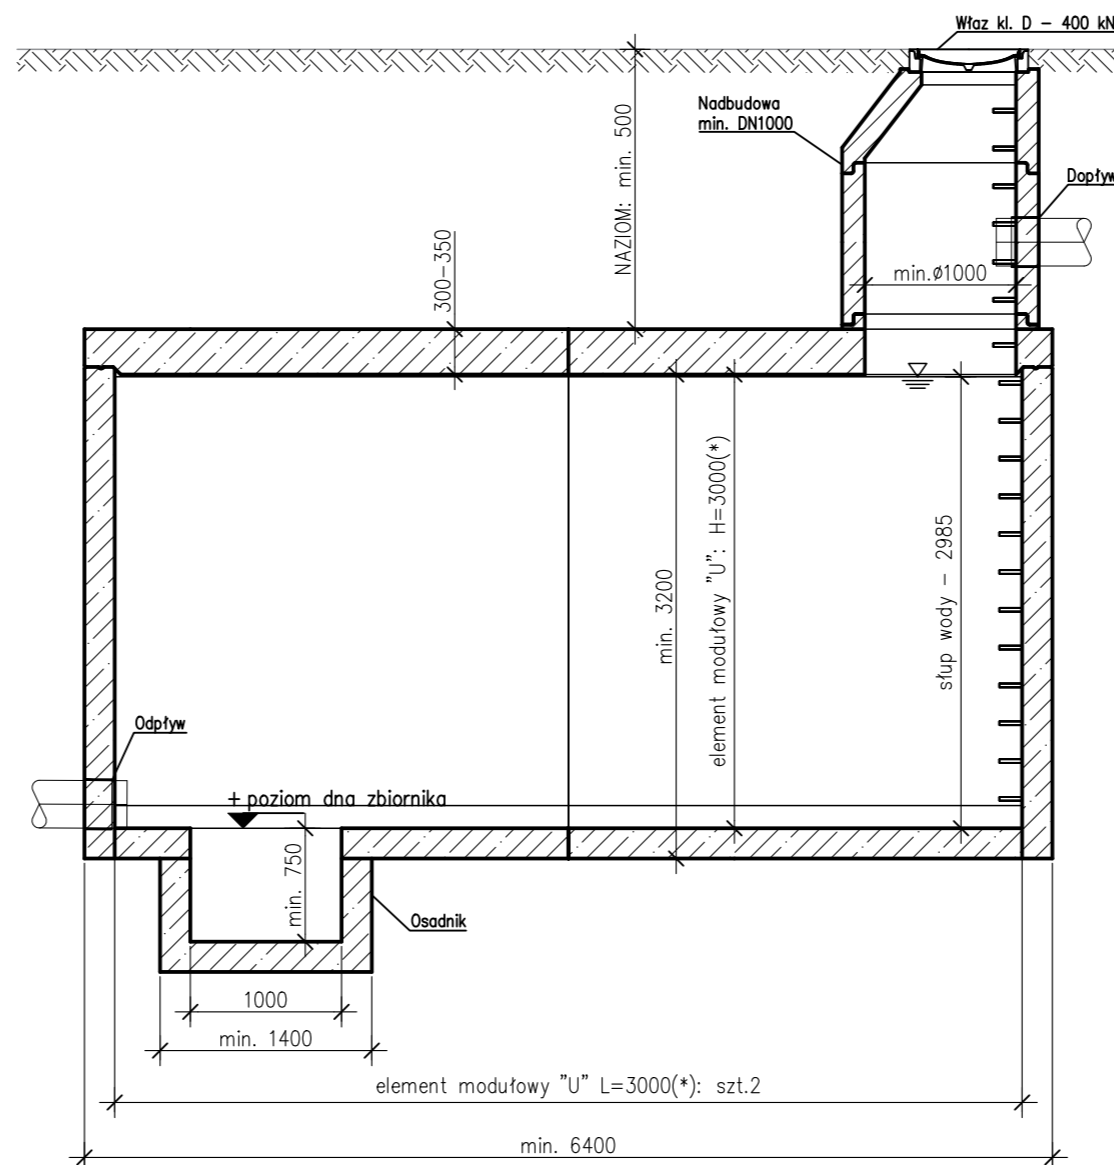 Właz kl. D – 400 kN
Nadbudowa
min. DN1000
NAZIOM: min. 500
Dopływ
300–350
min.ø1000
element modułowy "U": H=3000(*)
min. 3200
słup wody – 2985
Odpływ
+ poziom dna zbiornika
min. 750
Osadnik
1000
min. 1400
element modułowy "U" L=3000(*): szt.2
min. 6400